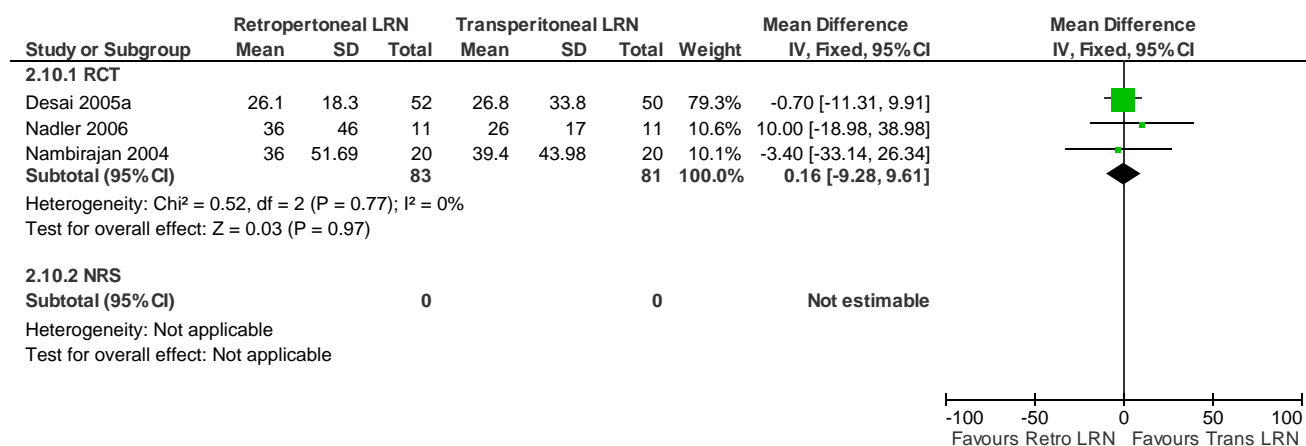 Retropertoneal LRN Transperitoneal LRN Mean Difference Mean Difference
Study or Subgroup Mean SD Total Mean SD Total Weight IV, Fixed, 95% CI IV, Fixed, 95% CI
2.10.1 RCT
Desai 2005a 26.1 18.3 52 26.8 33.8 50 79.3% -0.70 [-11.31, 9.91]
Nadler 2006 36 46 11 26 17 11 10.6% 10.00 [-18.98, 38.98]
Nambirajan 2004 36 51.69 20 39.4 43.98 20 10.1% -3.40 [-33.14, 26.34]
Subtotal (95% CI) 83 81 100.0% 0.16 [-9.28, 9.61]
Heterogeneity: Chi² = 0.52, df = 2 (P = 0.77); I² = 0%
Test for overall effect: Z = 0.03 (P = 0.97)
2.10.2 NRS
Subtotal (95% CI) 0 0 Not estimable
Heterogeneity: Not applicable
Test for overall effect: Not applicable
-100 -50 0 50 100
Favours Retro LRN Favours Trans LRN